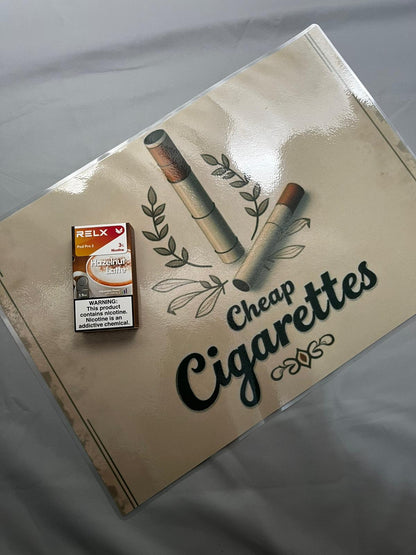 RELX
Pod Pro 2
3%
Nicotine
Hazelnut
Latte
WARNING:
This product
contains nicotine.
Nicotine is an
addictive chemical.
Cheap
Cigarettes